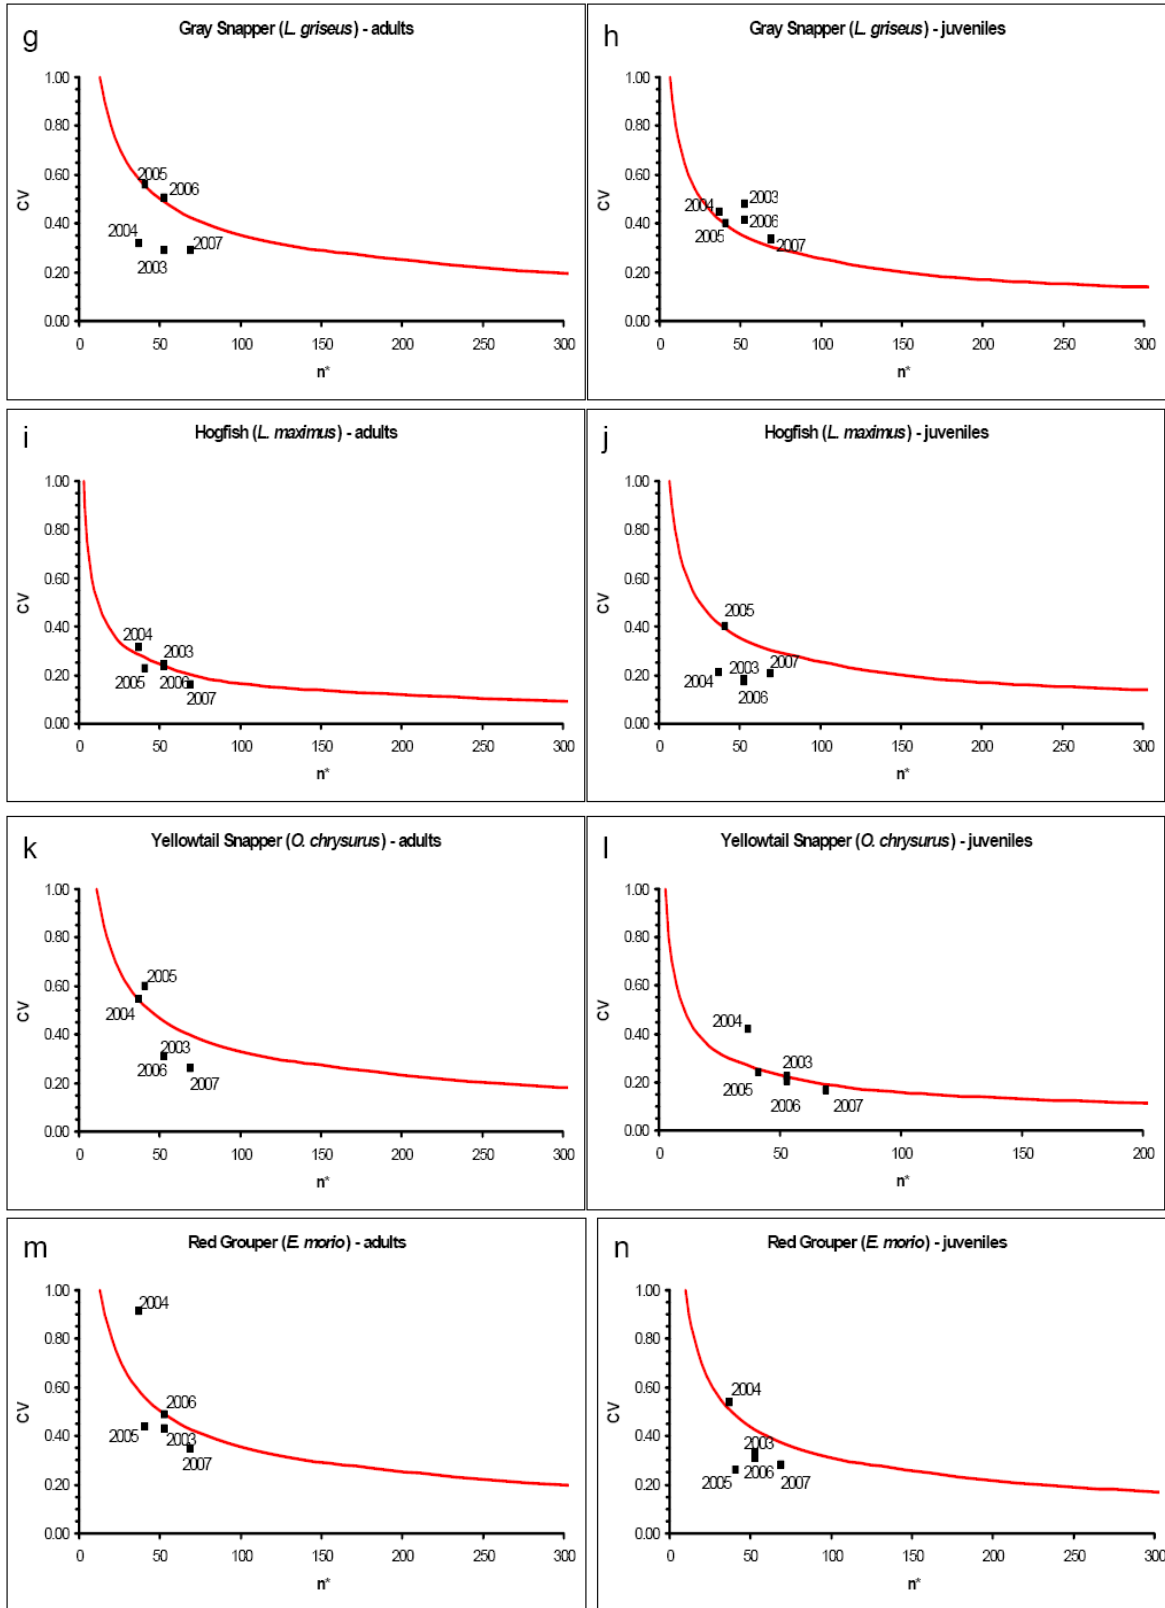 g
Gray Snapper (L. griseus) - adults
1.00
0.80
0.60
0.40
0.20
0.00
CV
2005
2006
2004
2003
2007
0 50 100 150 200 250 300
n*
h
Gray Snapper (L. griseus) - juveniles
1.00
0.80
0.60
0.40
0.20
0.00
CV
2003
2004
2006
2005
2007
0 50 100 150 200 250 300
n*
i
Hogfish (L. maximus) - adults
1.00
0.80
0.60
0.40
0.20
0.00
CV
2004
2003
2005
2006
2007
0 50 100 150 200 250 300
n*
j
Hogfish (L. maximus) - juveniles
1.00
0.80
0.60
0.40
0.20
0.00
CV
2005
2003
2007
2004
2006
0 50 100 150 200 250 300
n*
k
Yellowtail Snapper (O. chrysurus) - adults
1.00
0.80
0.60
0.40
0.20
0.00
CV
2005
2004
2003
2006
2007
0 50 100 150 200 250 300
n*
l
Yellowtail Snapper (O. chrysurus) - juveniles
1.00
0.80
0.60
0.40
0.20
0.00
CV
2004
2003
2005
2006
2007
0 50 100 150 200
n*
m
Red Grouper (E. morio) - adults
1.00
0.80
0.60
0.40
0.20
0.00
CV
2004
2006
2005
2003
2007
0 50 100 150 200 250 300
n*
n
Red Grouper (E. morio) - juveniles
1.00
0.80
0.60
0.40
0.20
0.00
CV
2004
2003
2005
2006
2007
0 50 100 150 200 250 300
n*